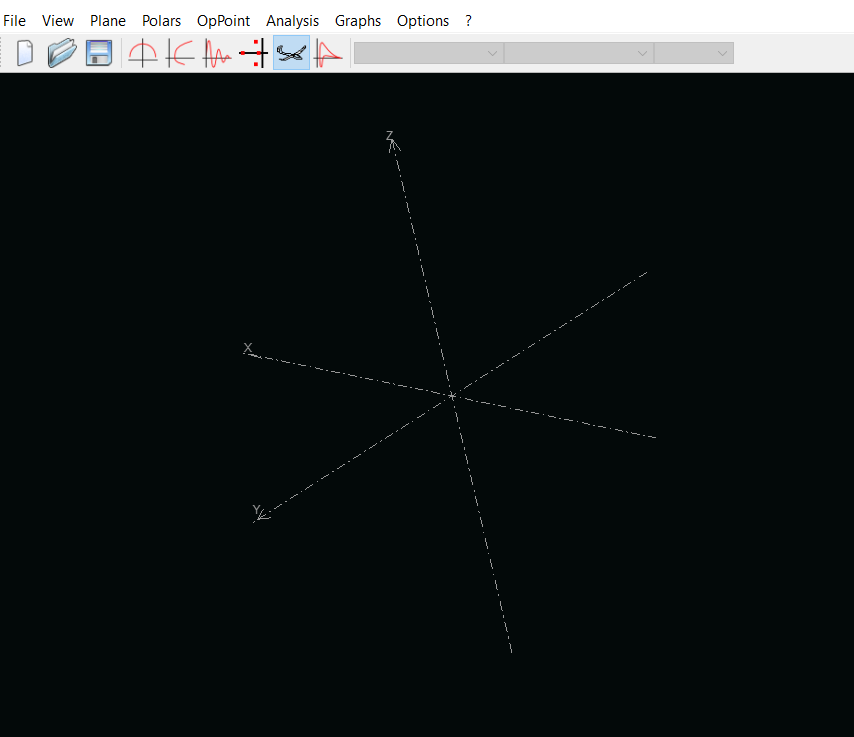 File View Plane Polars OpPoint Analysis Graphs Options ?
Z
X
Y